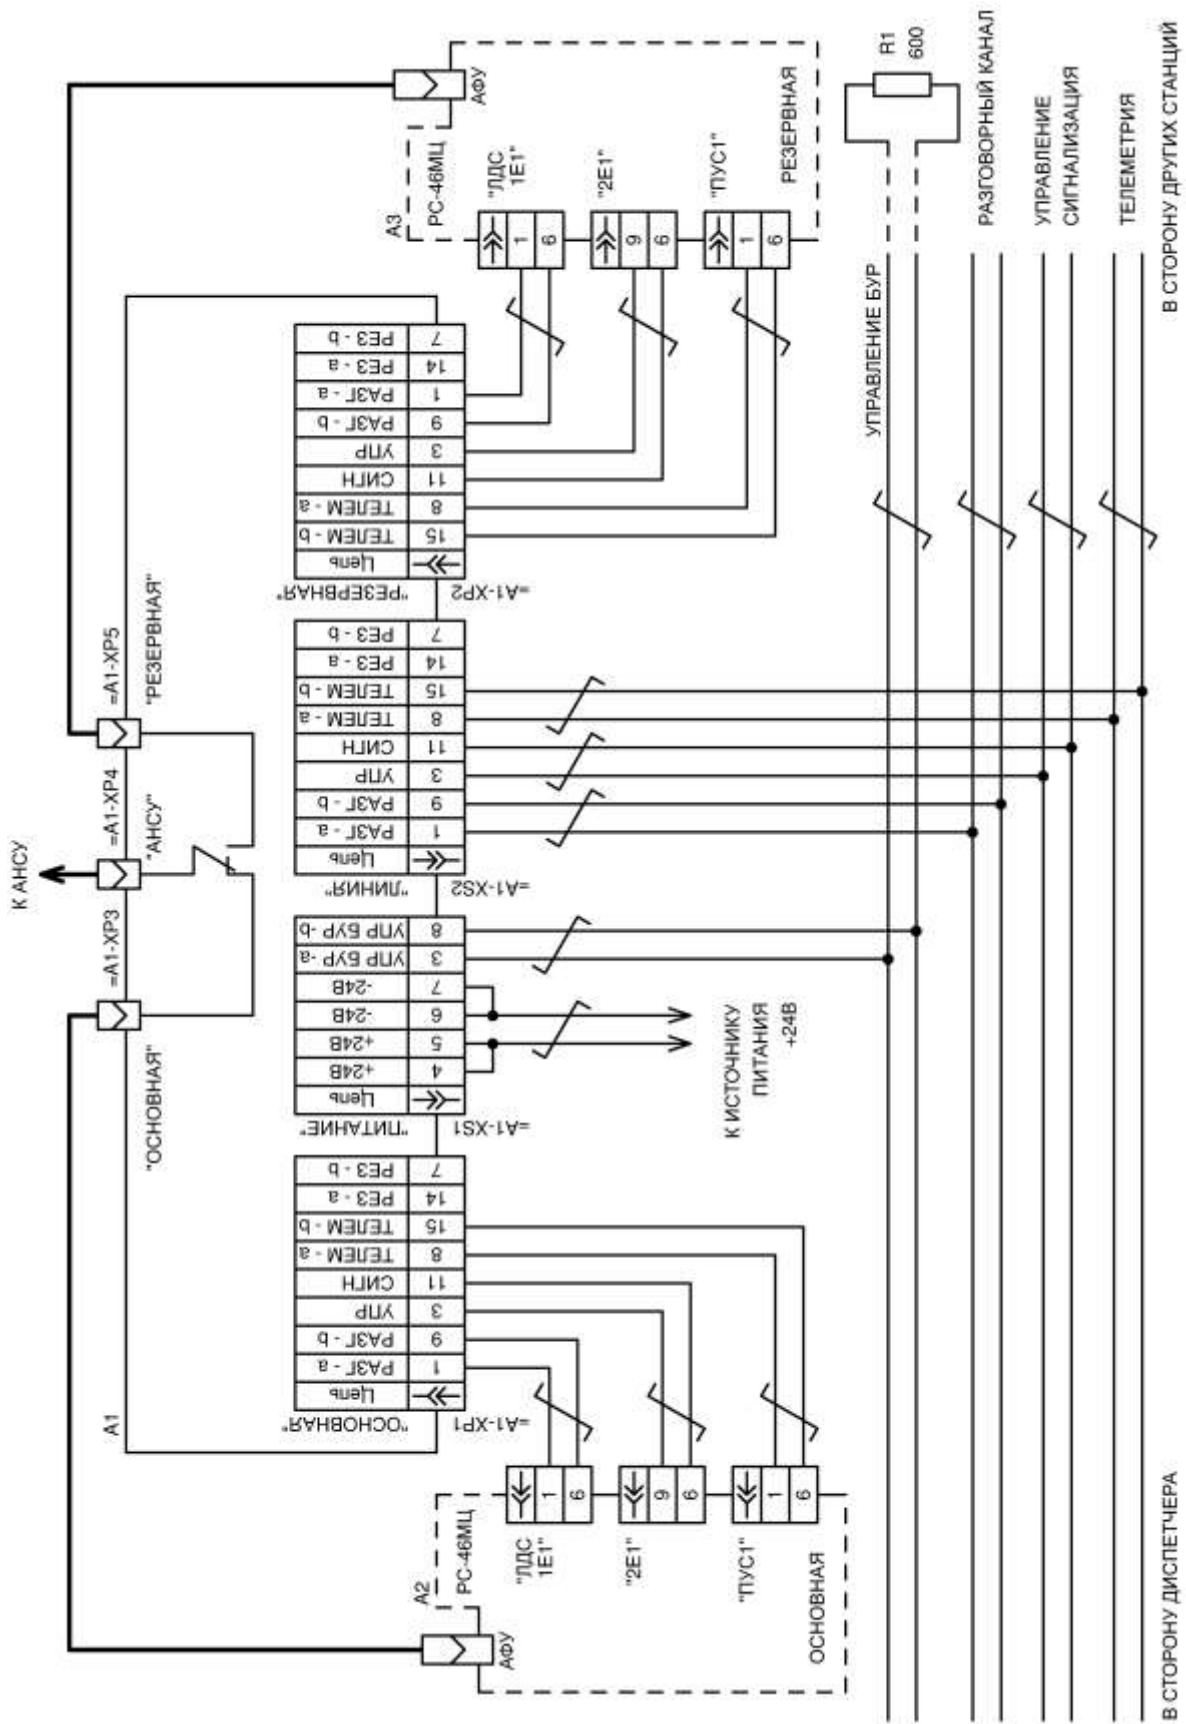 К АНСУ
=А1-ХР3
=А1-ХР4
=А1-ХР5
"ОСНОВНАЯ"
"АНСУ"
"РЕЗЕРВНАЯ"
А1
"ОСНОВНАЯ"
=А1-ХР1
Цепь
1 РАЗГ - а
9 РАЗГ - b
3 УПР
11 СИГН
8 ТЕЛЕМ - а
15 ТЕЛЕМ - b
14 РЕЗ - а
7 РЕЗ - b
"ПИТАНИЕ"
=А1-XS1
Цепь
4 +24В
5 +24В
6 -24В
7 -24В
3 УПР БУР -а
8 УПР БУР -b
"ЛИНИЯ"
=А1-XS2
Цепь
1 РАЗГ - а
9 РАЗГ - b
3 УПР
11 СИГН
8 ТЕЛЕМ - а
15 ТЕЛЕМ - b
14 РЕЗ - а
7 РЕЗ - b
"РЕЗЕРВНАЯ"
=А1-ХР2
Цепь
15 ТЕЛЕМ - b
8 ТЕЛЕМ - а
11 СИГН
3 УПР
9 РАЗГ - b
1 РАЗГ - а
14 РЕЗ - а
7 РЕЗ - b
А2
РС-46МЦ
АФУ
"ЛДС
1Е1"
1
6
"2Е1"
9
6
"ПУС1"
1
6
ОСНОВНАЯ
А3
РС-46МЦ
АФУ
"ЛДС
1Е1"
1
6
"2Е1"
9
6
"ПУС1"
1
6
РЕЗЕРВНАЯ
К ИСТОЧНИКУ
ПИТАНИЯ
+24В
УПРАВЛЕНИЕ БУР
R1
600
РАЗГОВОРНЫЙ КАНАЛ
УПРАВЛЕНИЕ
СИГНАЛИЗАЦИЯ
ТЕЛЕМЕТРИЯ
В СТОРОНУ ДИСПЕТЧЕРА
В СТОРОНУ ДРУГИХ СТАНЦИЙ